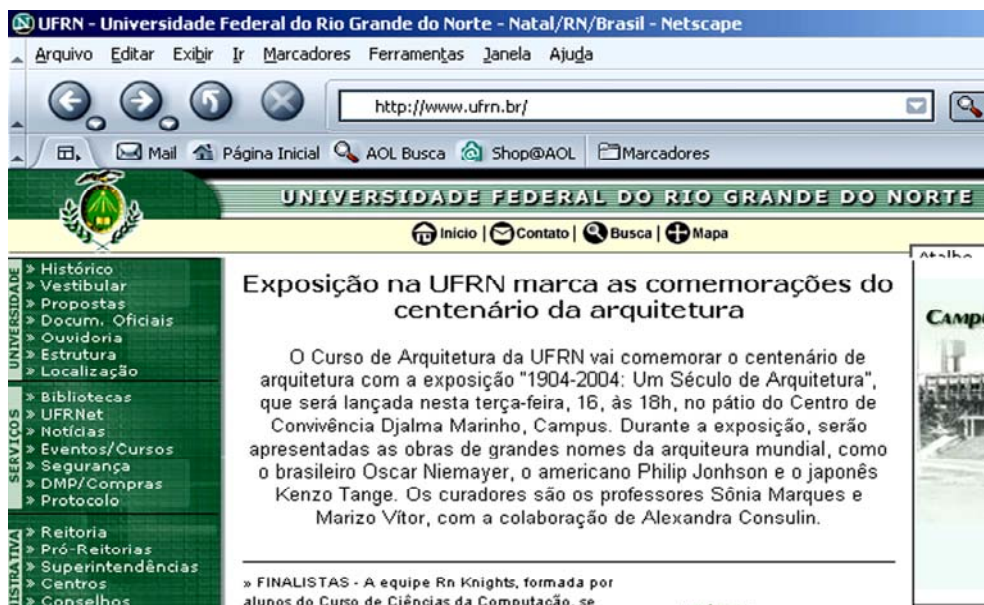 UFRN - Universidade Federal do Rio Grande do Norte - Natal/RN/Brasil - Netscape
Arquivo Editar Exibir Ir Marcadores Ferramentas Janela Ajuda
http://www.ufrn.br/
Mail Página Inicial AOL Busca Shop@AOL Marcadores
UNIVERSIDADE FEDERAL DO RIO GRANDE DO NORTE
Inicio | Contato | Busca | Mapa
Atalho
UNIVERSIDADE
» Histórico
» Vestibular
» Propostas
» Docum. Oficiais
» Ouvidoria
» Estrutura
» Localização
SERVIÇOS
» Bibliotecas
» UFRNet
» Notícias
» Eventos/Cursos
» Segurança
» DMP/Compras
» Protocolo
» Reitoria
» Pró-Reitorias
» Superintendências
» Centros
» Conselhos
Exposição na UFRN marca as comemorações do
centenário da arquitetura
O Curso de Arquitetura da UFRN vai comemorar o centenário de
arquitetura com a exposição "1904-2004: Um Século de Arquitetura",
que será lançada nesta terça-feira, 16, às 18h, no pátio do Centro de
Convivência Djalma Marinho, Campus. Durante a exposição, serão
apresentadas as obras de grandes nomes da arquiteura mundial, como
o brasileiro Oscar Niemayer, o americano Philip Jonhson e o japonês
Kenzo Tange. Os curadores são os professores Sônia Marques e
Marizo Vítor, com a colaboração de Alexandra Consulin.
» FINALISTAS - A equipe Rn Knights, formada por
alunos do Curso de Ciências da Computação, se